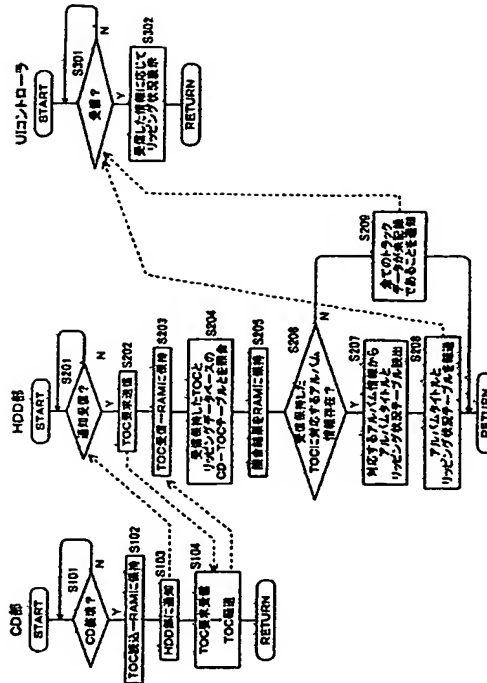 CD部
START
S101
N
Y
S102
TOC読込→RAMに保持
S103
HDD部に通知
S104
TOC要求受信
TOC転送
RETURN
HDD部
START
S201
通知受信?
N
Y
S202
TOC要求送信
S203
TOC受信→RAMに保持
S204
受信保持したTOCと
リッピングデータベースの
CD-TOCテーブルとを照合
S205
照合結果をRAMに保持
S206
受信保持した
TOCに対応するアルバム
情報存在?
N
Y
S207
対応するアルバム情報から
アルバムタイトルと
リッピング状況テーブル読出
S208
アルバムタイトルと
リッピング状況テーブルを転送
S209
全てのトラック
データが未記録
であることを通知
RETURN
UIコントローラ
START
S301
受信?
N
Y
S302
受信した情報に応じて
リッピング状況表示
RETURN